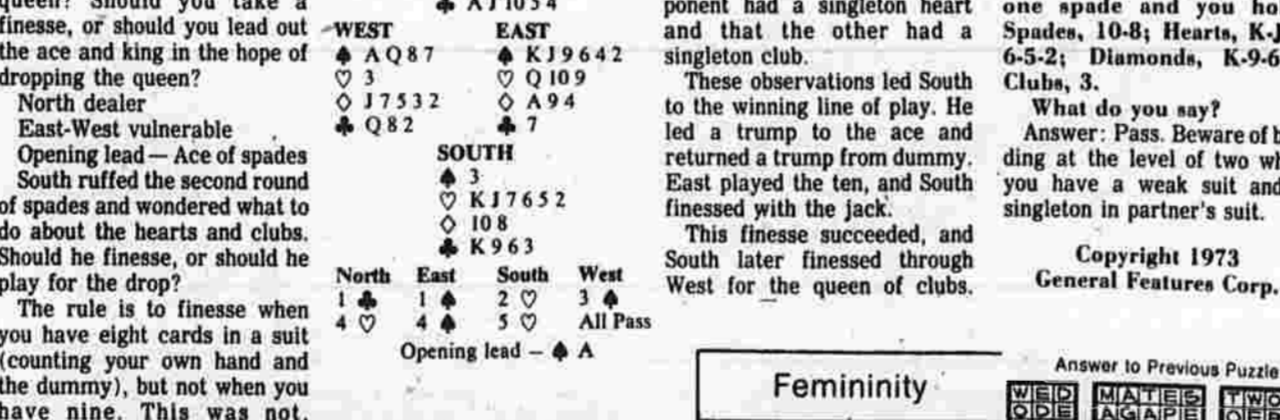 finesse, or should you lead out
the ace and king in the hope of
dropping the queen?
North dealer
East-West vulnerable
Opening lead — Ace of spades
South ruffed the second round
of spades and wondered what to
do about the hearts and clubs.
Should he finesse, or should he
play for the drop?
The rule is to finesse when
you have eight cards in a suit
(counting your own hand and
the dummy), but not when you
have nine. This was not,
♣ A J 10 5 4
WEST EAST
♠ A Q 8 7 ♠ K J 9 6 4 2
♡ 3 ♡ Q 10 9
♢ J 7 5 3 2 ♢ A 9 4
♣ Q 8 2 ♣ 7
SOUTH
♠ 3
♡ K J 7 6 5 2
♢ 10 8
♣ K 9 6 3
North East South West
1 ♣ 1 ♠ 2 ♡ 3 ♠
4 ♡ 4 ♠ 5 ♡ All Pass
Opening lead – ♠ A
ponent had a singleton heart
and that the other had a
singleton club.
These observations led South
to the winning line of play. He
led a trump to the ace and
returned a trump from dummy.
East played the ten, and South
finessed with the jack.
This finesse succeeded, and
South later finessed through
West for the queen of clubs.
Femininity
one spade and you
Spades, 10-8; Hearts,
6-5-2; Diamonds, K-9-6
Clubs, 3.
What do you say?
Answer: Pass. Beware of
ding at the level of two
you have a weak suit and
singleton in partner's suit.
Copyright 1973
General Features Corp.
Answer to Previous Puzzle
WED MATES TWO
ODE AGAPE